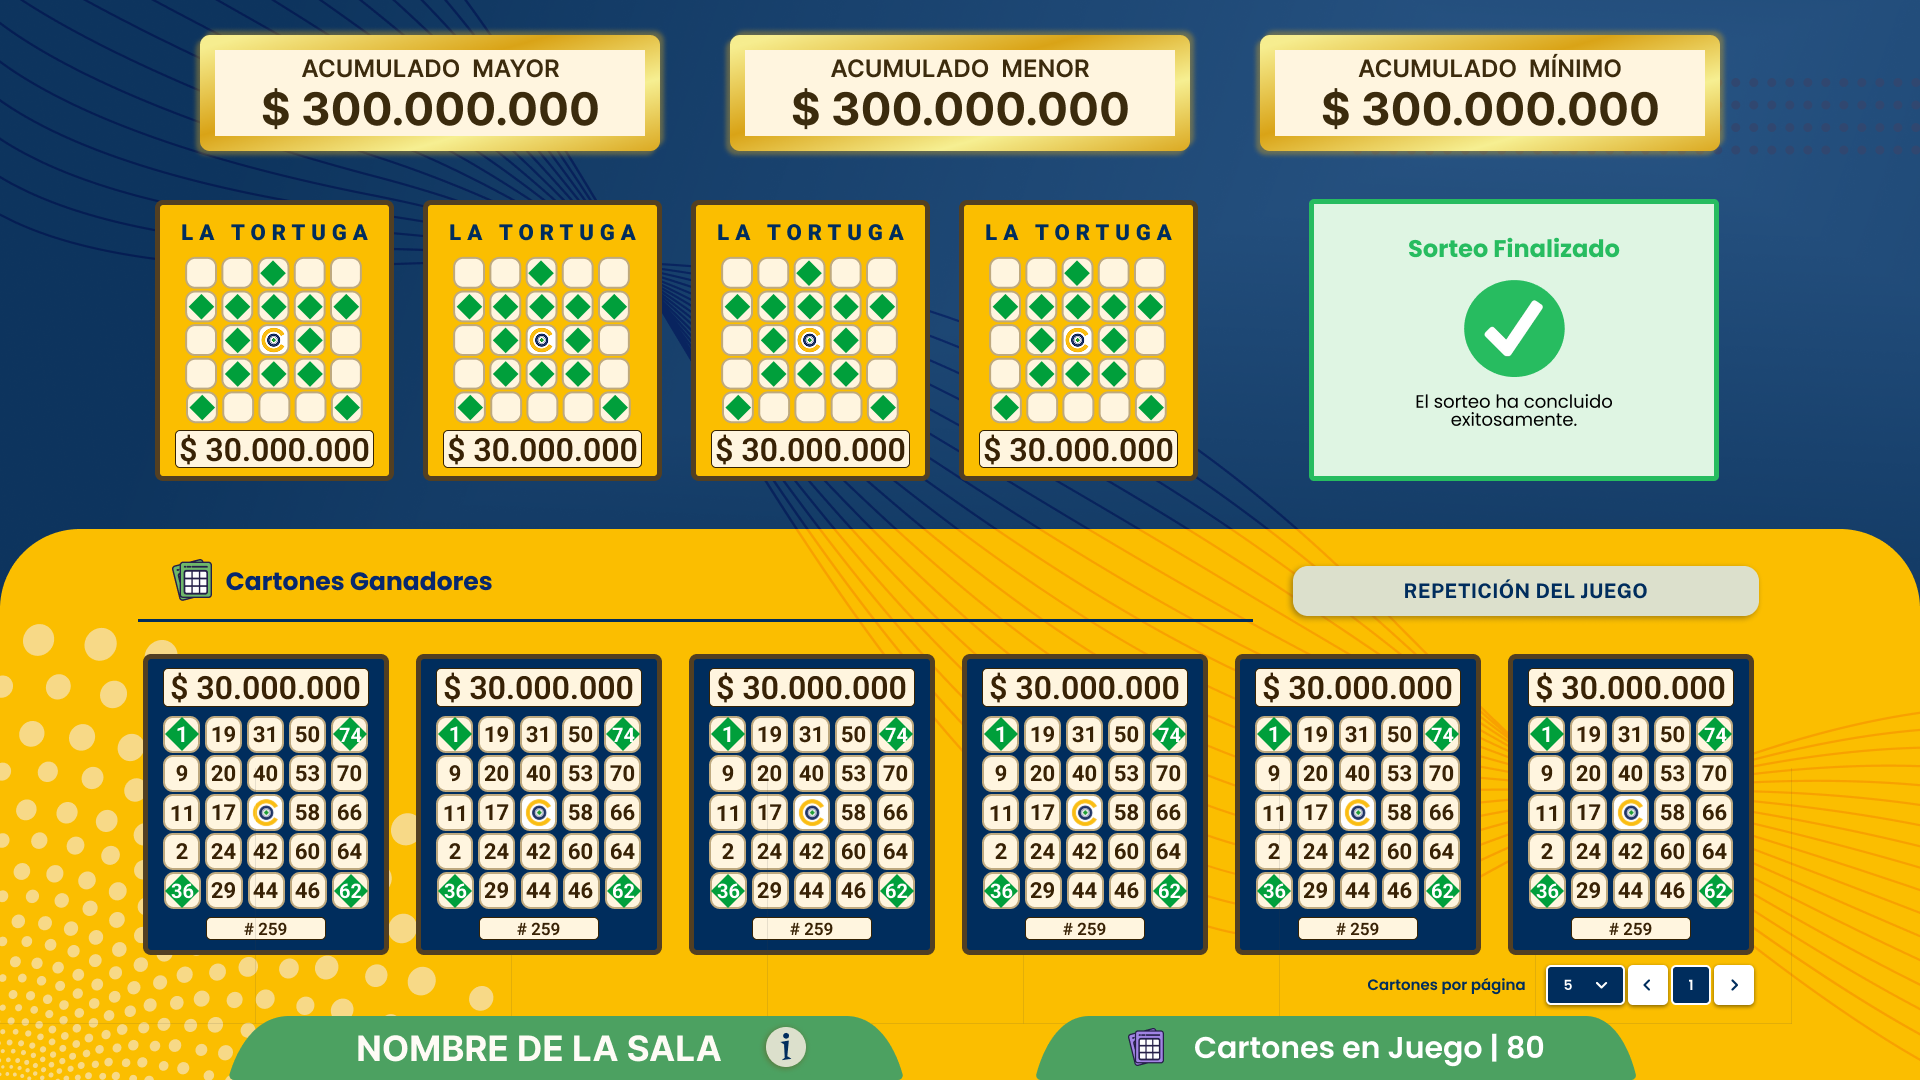 ACUMULADO MAYOR
$ 300.000.000
ACUMULADO MENOR
$ 300.000.000
ACUMULADO MÍNIMO
$ 300.000.000
LA TORTUGA
$ 30.000.000
LA TORTUGA
$ 30.000.000
LA TORTUGA
$ 30.000.000
LA TORTUGA
$ 30.000.000
Sorteo Finalizado
El sorteo ha concluido
exitosamente.
Cartones Ganadores
REPETICIÓN DEL JUEGO
$ 30.000.000
1 19 31 50 74
9 20 40 53 70
11 17 58 66
2 24 42 60 64
36 29 44 46 62
# 259
$ 30.000.000
1 19 31 50 74
9 20 40 53 70
11 17 58 66
2 24 42 60 64
36 29 44 46 62
# 259
$ 30.000.000
1 19 31 50 74
9 20 40 53 70
11 17 58 66
2 24 42 60 64
36 29 44 46 62
# 259
$ 30.000.000
1 19 31 50 74
9 20 40 53 70
11 17 58 66
2 24 42 60 64
36 29 44 46 62
# 259
$ 30.000.000
1 19 31 50 74
9 20 40 53 70
11 17 58 66
2 24 42 60 64
36 29 44 46 62
# 259
$ 30.000.000
1 19 31 50 74
9 20 40 53 70
11 17 58 66
2 24 42 60 64
36 29 44 46 62
# 259
Cartones por página 5 1
NOMBRE DE LA SALA i
Cartones en Juego | 80